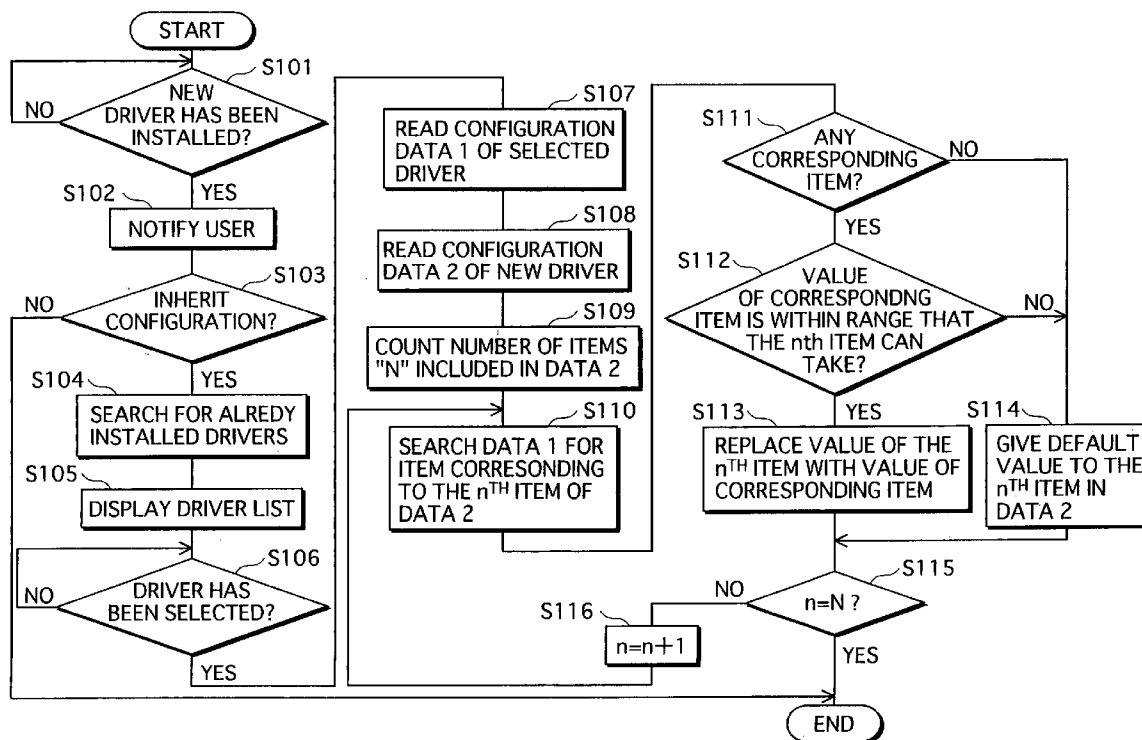 START
S101
NEW
DRIVER HAS BEEN
INSTALLED?
NO
YES
S102
NOTIFY USER
S103
NO
INHERIT
CONFIGURATION?
YES
S104
SEARCH FOR ALREDY
INSTALLED DRIVERS
S105
DISPLAY DRIVER LIST
S106
NO
DRIVER HAS
BEEN SELECTED?
YES
S107
READ CONFIGURATION
DATA 1 OF SELECTED
DRIVER
S108
READ CONFIGURATION
DATA 2 OF NEW DRIVER
S109
COUNT NUMBER OF ITEMS
"N" INCLUDED IN DATA 2
S110
SEARCH DATA 1 FOR
ITEM CORRESONDING
TO THE nTH ITEM OF
DATA 2
S111
ANY
CORRESPONDING
ITEM?
NO
YES
S112
VALUE
OF CORRESPONDNG
ITEM IS WITHIN RANGE THAT
THE nth ITEM CAN
TAKE?
NO
YES
S113
REPLACE VALUE OF THE
nTH ITEM WITH VALUE OF
CORRESPONDING ITEM
S114
GIVE DEFAULT
VALUE TO THE
nTH ITEM IN
DATA 2
S115
NO
n=N ?
YES
S116
n=n+1
END